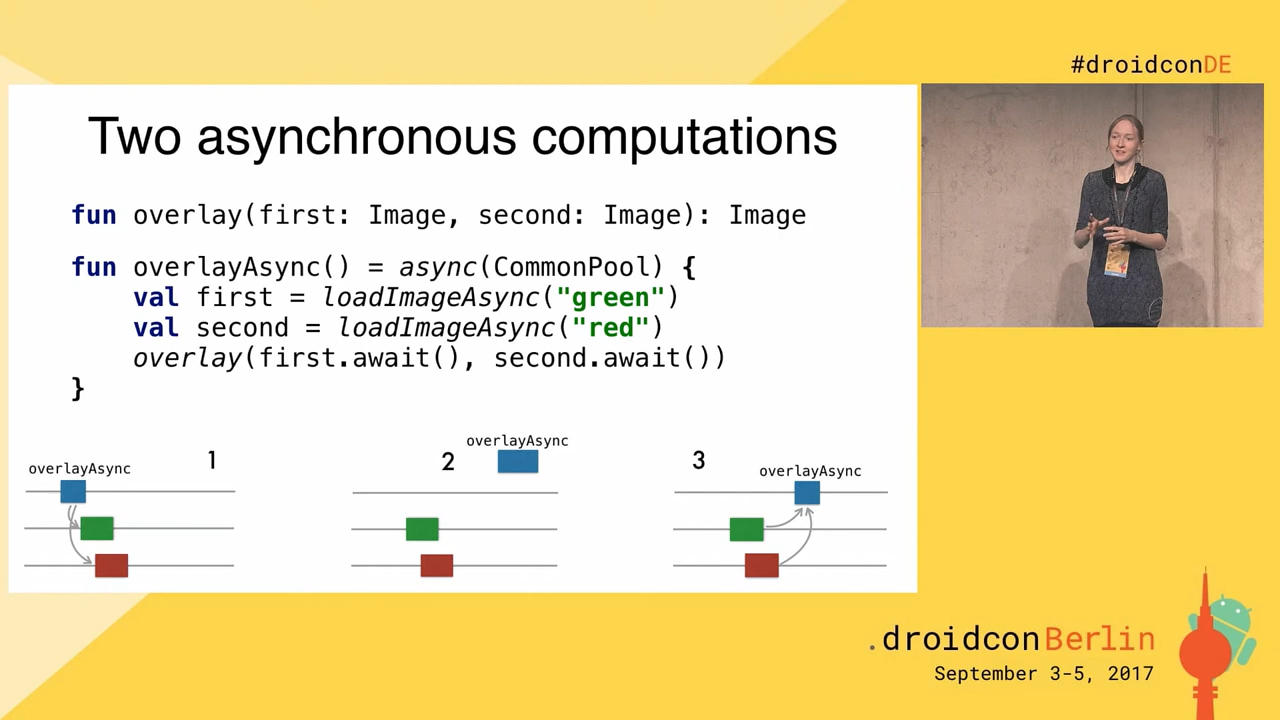 #droidconDE
Two asynchronous computations
fun overlay(first: Image, second: Image): Image
fun overlayAsync() = async(CommonPool) {
    val first = loadImageAsync("green")
    val second = loadImageAsync("red")
    overlay(first.await(), second.await())
}
overlayAsync
1
2
overlayAsync
3
overlayAsync
.droidconBerlin
September 3-5, 2017